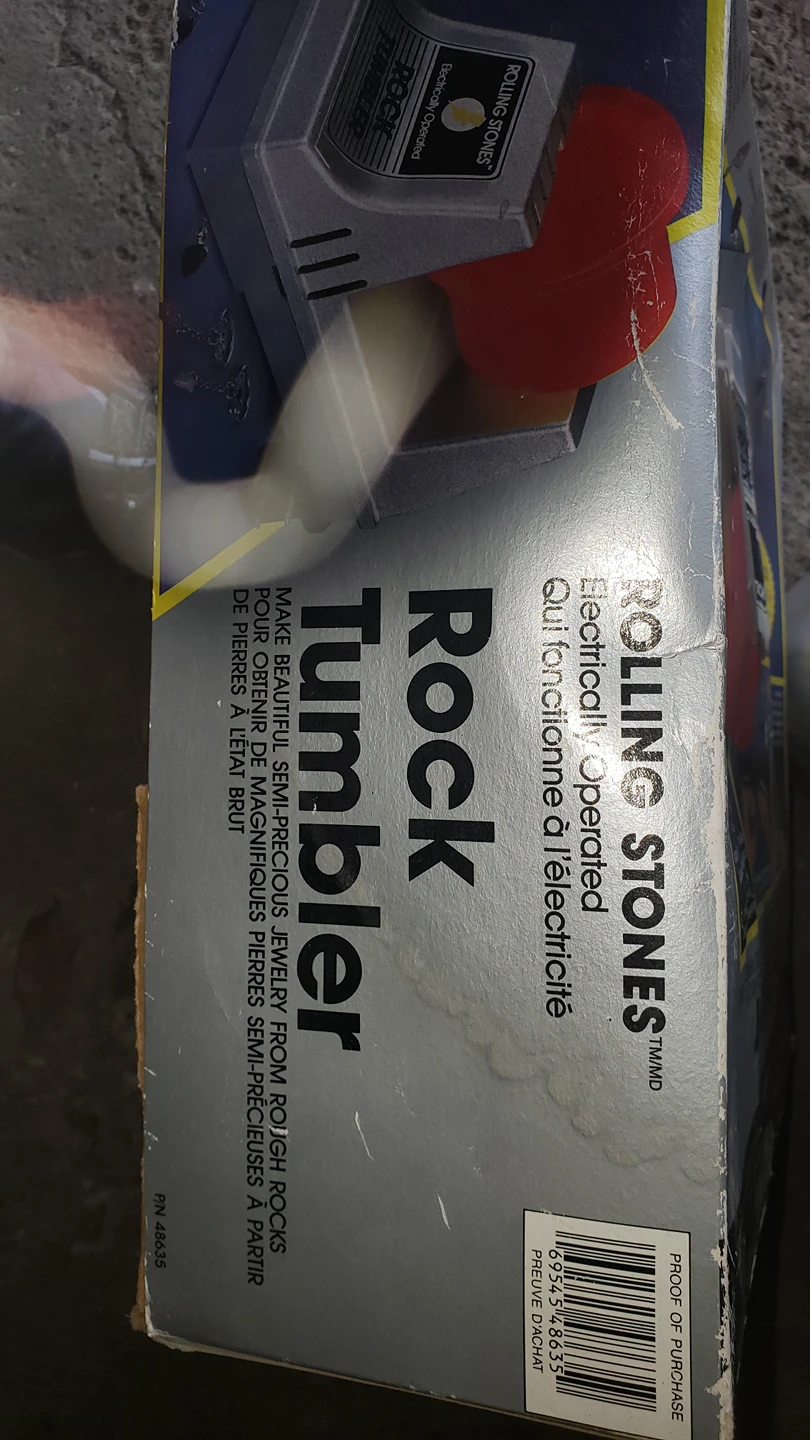 ROLLING STONES™
Electrically Operated
ROCK
TUMBLER
ROLLING STONES TM/MD
Electrically Operated
Qui fonctionne à l'électricité
Rock
Tumbler
MAKE BEAUTIFUL SEMI-PRECIOUS JEWELRY FROM ROUGH ROCKS
POUR OBTENIR DE MAGNIFIQUES PIERRES SEMI-PRÉCIEUSES À PARTIR
DE PIERRES À L'ÉTAT BRUT
PROOF OF PURCHASE
69545 48635
PREUVE D'ACHAT
P/N 48635